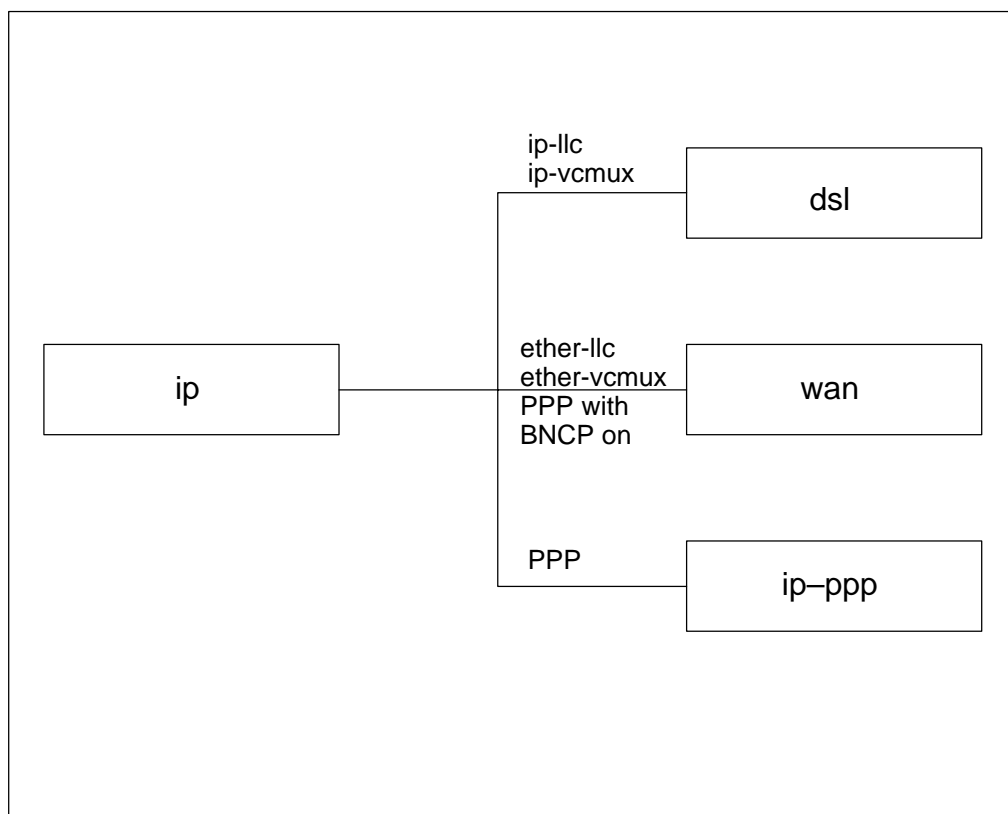 ip-llc
ip-vcmux
dsl
ether-llc
ether-vcmux
PPP with
BNCP on
ip
wan
PPP
ip–ppp